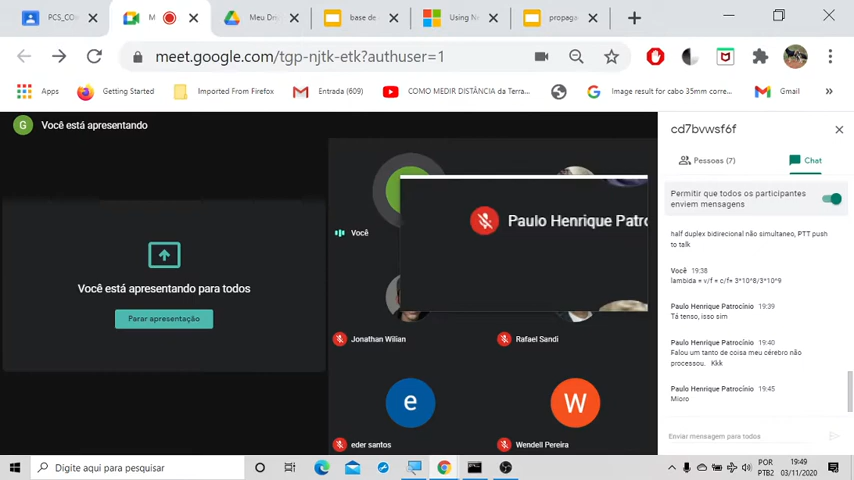 PCS_CO
M
Meu Dr
base de
Using Ne
propaga
meet.google.com/tgp-njtk-etk?authuser=1
Apps
Getting Started
Imported From Firefox
Entrada (609)
COMO MEDIR DISTÂNCIA da Terra...
Image result for cabo 35mm corre...
Gmail
»
G
Você está apresentando
cd7bvwsf6f
Pessoas (7)
Chat
Permitir que todos os participantes
enviem mensagens
half duplex bidirecional não simultaneo, PTT push
to talk
Você 19:38
lambida + v/f = c/f+ 3*10^8/3*10^9
Paulo Henrique Patrocínio 19:39
Tá tenso, isso sim
Paulo Henrique Patrocínio 19:40
Falou um tanto de coisa meu cérebro não
processou. Kkk
Paulo Henrique Patrocínio 19:45
Mioro
Enviar mensagem para todos
Você está apresentando para todos
Parar apresentação
Você
Paulo Henrique Patro
Jonathan Wilian
Rafael Sandi
e
W
eder santos
Wendell Pereira
Digite aqui para pesquisar
POR
PTB2
19:49
03/11/2020